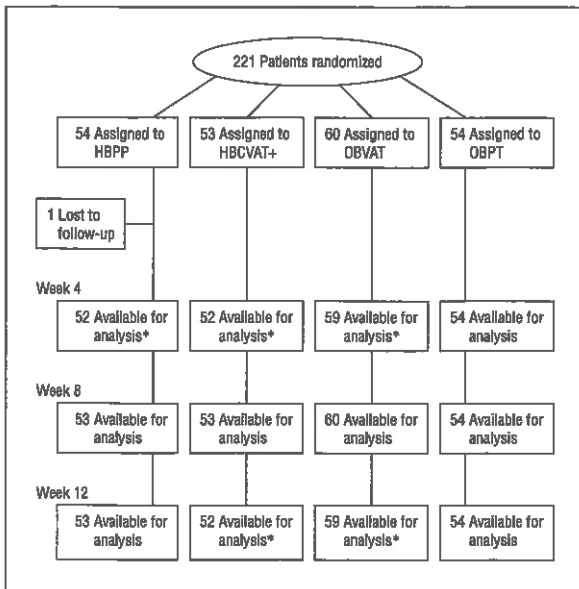 221 Patients randomized
54 Assigned to
HBPP
53 Assigned to
HBCVAT+
60 Assigned to
OBVAT
54 Assigned to
OBPT
1 Lost to
follow-up
Week 4
52 Available for
analysis*
52 Available for
analysis*
59 Available for
analysis*
54 Available for
analysis
Week 8
53 Available for
analysis
53 Available for
analysis
60 Available for
analysis
54 Available for
analysis
Week 12
53 Available for
analysis
52 Available for
analysis*
59 Available for
analysis*
54 Available for
analysis